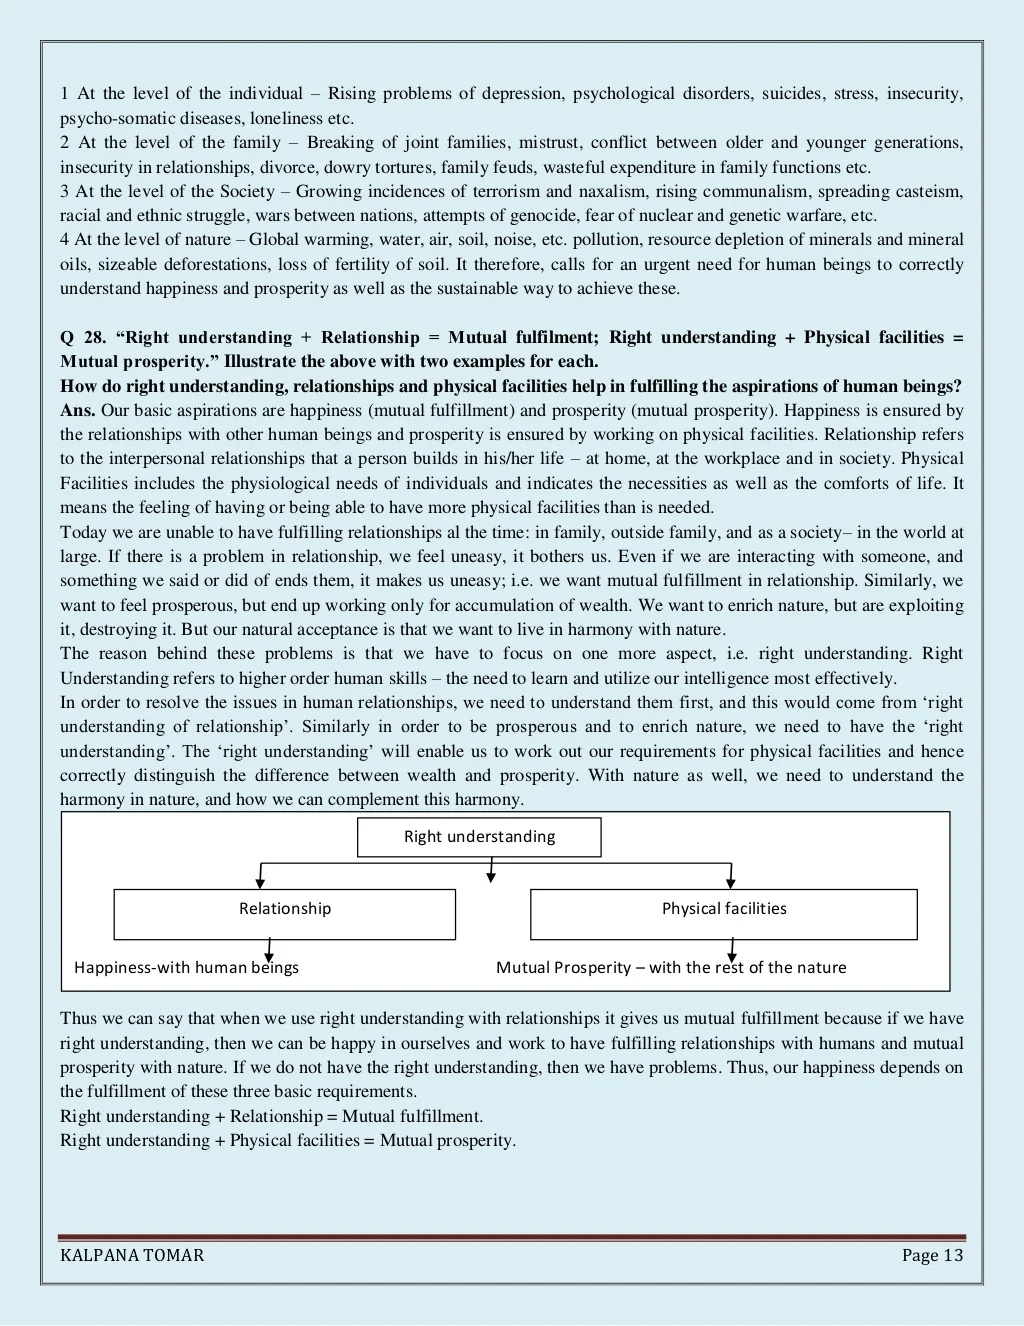 1 At the level of the individual – Rising problems of depression, psychological disorders, suicides, stress, insecurity,
psycho-somatic diseases, loneliness etc.
2 At the level of the family – Breaking of joint families, mistrust, conflict between older and younger generations,
insecurity in relationships, divorce, dowry tortures, family feuds, wasteful expenditure in family functions etc.
3 At the level of the Society – Growing incidences of terrorism and naxalism, rising communalism, spreading casteism,
racial and ethnic struggle, wars between nations, attempts of genocide, fear of nuclear and genetic warfare, etc.
4 At the level of nature – Global warming, water, air, soil, noise, etc. pollution, resource depletion of minerals and mineral
oils, sizeable deforestations, loss of fertility of soil. It therefore, calls for an urgent need for human beings to correctly
understand happiness and prosperity as well as the sustainable way to achieve these.
Q 28. “Right understanding + Relationship = Mutual fulfilment; Right understanding + Physical facilities =
Mutual prosperity.” Illustrate the above with two examples for each.
How do right understanding, relationships and physical facilities help in fulfilling the aspirations of human beings?
Ans. Our basic aspirations are happiness (mutual fulfillment) and prosperity (mutual prosperity). Happiness is ensured by
the relationships with other human beings and prosperity is ensured by working on physical facilities. Relationship refers
to the interpersonal relationships that a person builds in his/her life – at home, at the workplace and in society. Physical
Facilities includes the physiological needs of individuals and indicates the necessities as well as the comforts of life. It
means the feeling of having or being able to have more physical facilities than is needed.
Today we are unable to have fulfilling relationships al the time: in family, outside family, and as a society– in the world at
large. If there is a problem in relationship, we feel uneasy, it bothers us. Even if we are interacting with someone, and
something we said or did of ends them, it makes us uneasy; i.e. we want mutual fulfillment in relationship. Similarly, we
want to feel prosperous, but end up working only for accumulation of wealth. We want to enrich nature, but are exploiting
it, destroying it. But our natural acceptance is that we want to live in harmony with nature.
The reason behind these problems is that we have to focus on one more aspect, i.e. right understanding. Right
Understanding refers to higher order human skills – the need to learn and utilize our intelligence most effectively.
In order to resolve the issues in human relationships, we need to understand them first, and this would come from ‘right
understanding of relationship’. Similarly in order to be prosperous and to enrich nature, we need to have the ‘right
understanding’. The ‘right understanding’ will enable us to work out our requirements for physical facilities and hence
correctly distinguish the difference between wealth and prosperity. With nature as well, we need to understand the
harmony in nature, and how we can complement this harmony.
Right understanding
Relationship
Physical facilities
Happiness-with human beings
Mutual Prosperity – with the rest of the nature
Thus we can say that when we use right understanding with relationships it gives us mutual fulfillment because if we have
right understanding, then we can be happy in ourselves and work to have fulfilling relationships with humans and mutual
prosperity with nature. If we do not have the right understanding, then we have problems. Thus, our happiness depends on
the fulfillment of these three basic requirements.
Right understanding + Relationship = Mutual fulfillment.
Right understanding + Physical facilities = Mutual prosperity.
KALPANA TOMAR
Page 13